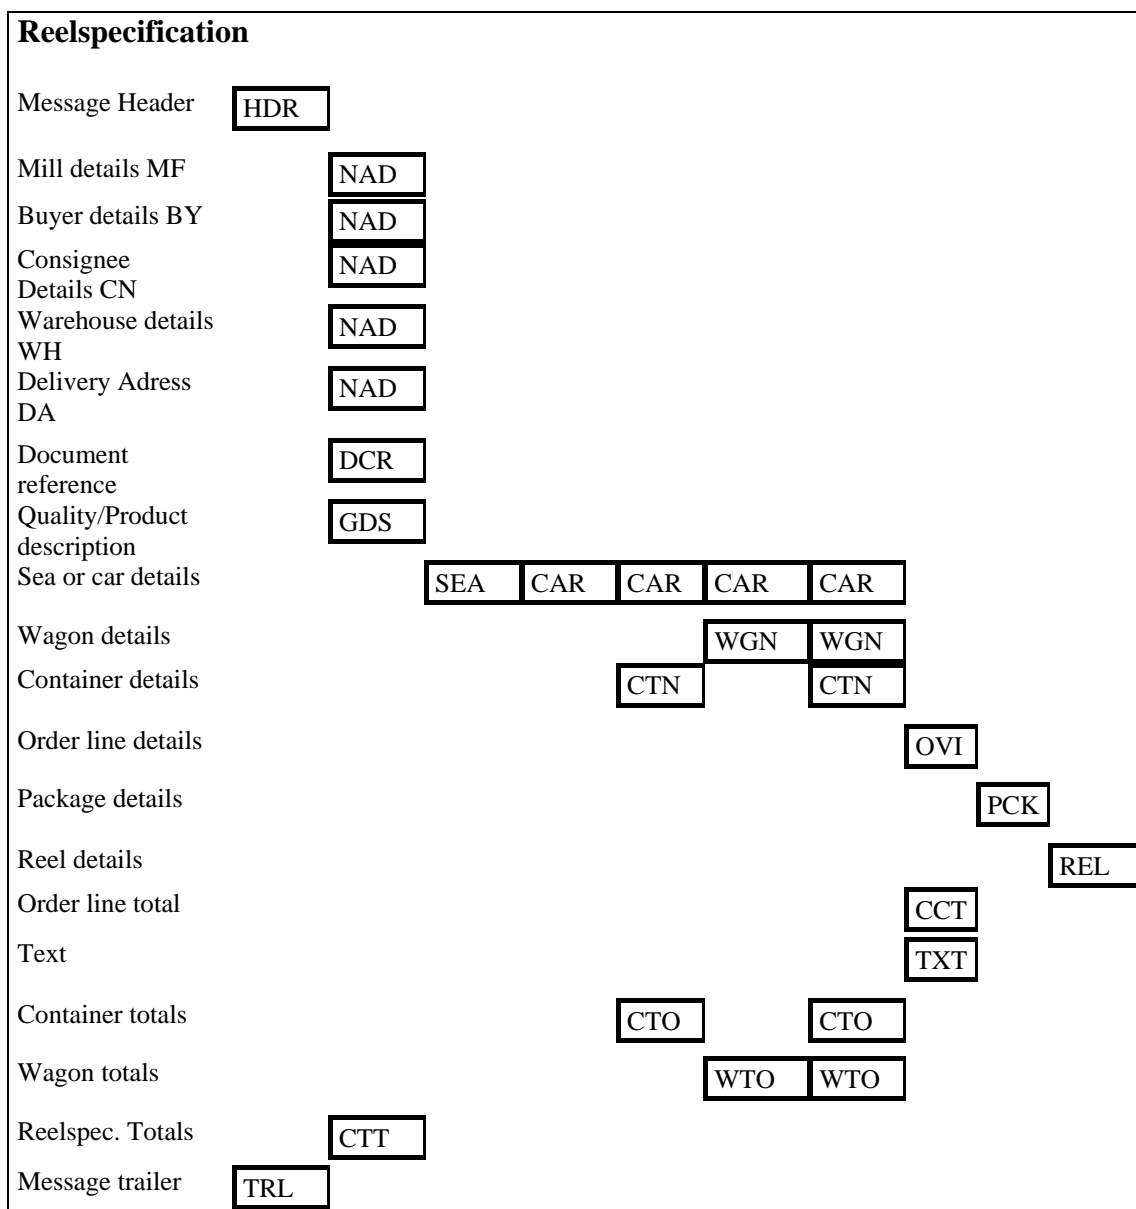 Reelspecification
Message Header HDR
Mill details MF NAD
Buyer details BY NAD
Consignee NAD
Details CN
Warehouse details NAD
WH
Delivery Adress NAD
DA
Document DCR
reference
Quality/Product GDS
description
Sea or car details SEA CAR CAR CAR CAR
Wagon details WGN WGN
Container details CTN CTN
Order line details OVI
Package details PCK
Reel details REL
Order line total CCT
Text TXT
Container totals CTO CTO
Wagon totals WTO WTO
Reelspec. Totals CTT
Message trailer TRL